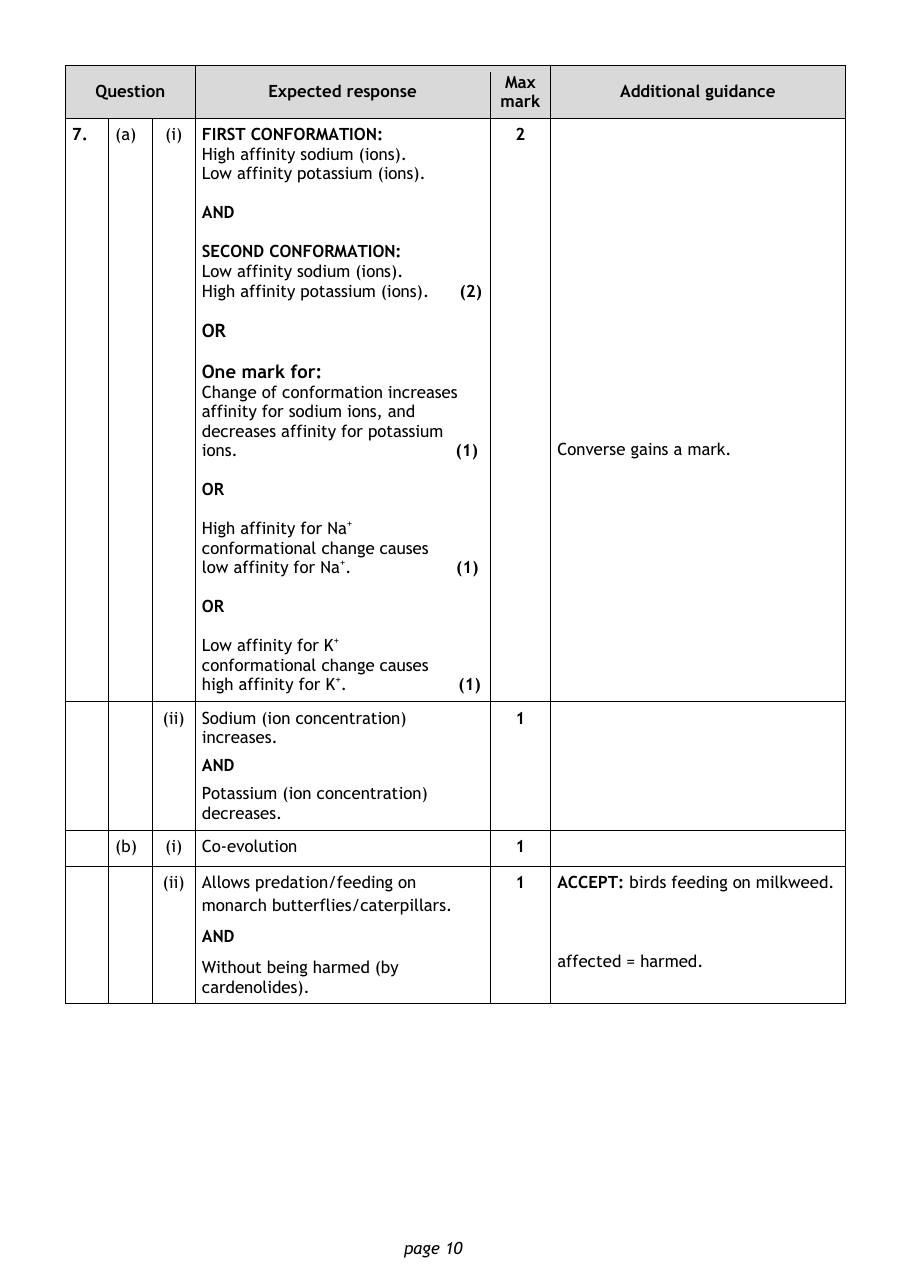 Question Expected response Max mark Additional guidance
7. (a) (i) FIRST CONFORMATION: 2
High affinity sodium (ions).
Low affinity potassium (ions).
AND
SECOND CONFORMATION:
Low affinity sodium (ions).
High affinity potassium (ions). (2)
OR
One mark for:
Change of conformation increases
affinity for sodium ions, and
decreases affinity for potassium
ions. (1) Converse gains a mark.
OR
High affinity for Na⁺
conformational change causes
low affinity for Na⁺. (1)
OR
Low affinity for K⁺
conformational change causes
high affinity for K⁺. (1)
(ii) Sodium (ion concentration) 1
increases.
AND
Potassium (ion concentration)
decreases.
(b) (i) Co-evolution 1
(ii) Allows predation/feeding on 1 ACCEPT: birds feeding on milkweed.
monarch butterflies/caterpillars.
AND
Without being harmed (by affected = harmed.
cardenolides).
page 10